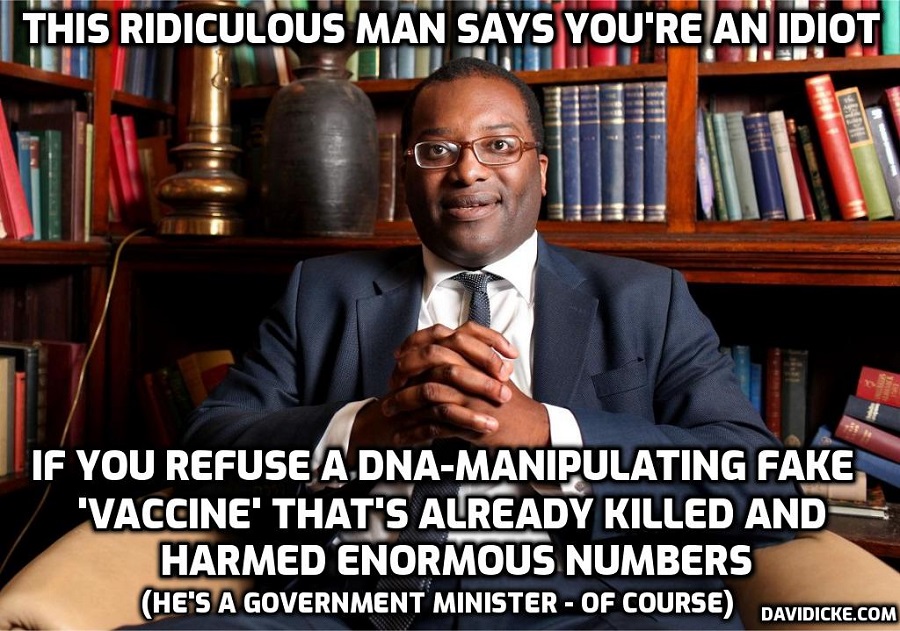 THIS RIDICULOUS MAN SAYS YOU'RE AN IDIOT
IF YOU REFUSE A DNA-MANIPULATING FAKE
'VACCINE' THAT'S ALREADY KILLED AND
HARMED ENORMOUS NUMBERS
(HE'S A GOVERNMENT MINISTER - OF COURSE)
DAVIDICKE.COM